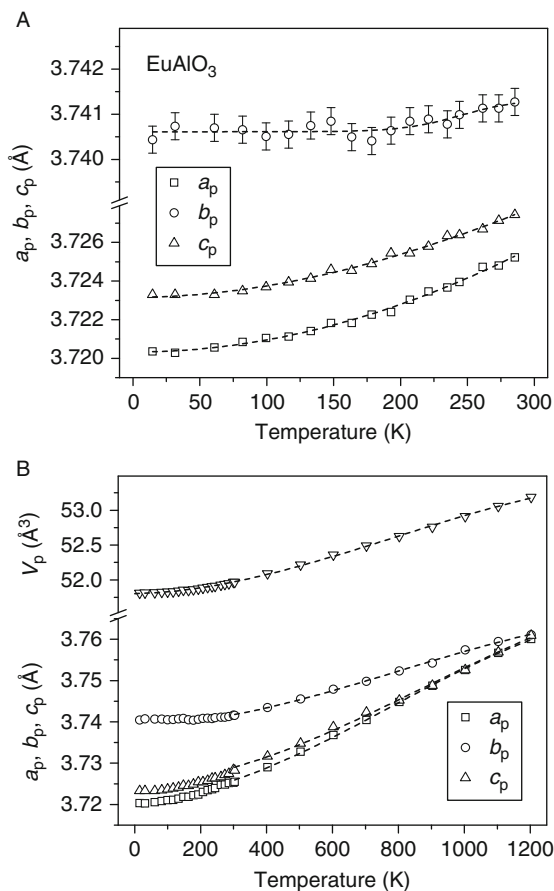 A
EuAlO₃
3.742
3.741
3.740
3.726
3.724
3.722
3.720
aₚ, bₚ, cₚ (Å)
aₚ
bₚ
cₚ
0 50 100 150 200 250 300
Temperature (K)
B
53.0
52.5
52.0
Vₚ (Å³)
3.76
3.75
3.74
3.73
3.72
aₚ, bₚ, cₚ (Å)
aₚ
bₚ
cₚ
0 200 400 600 800 1000 1200
Temperature (K)